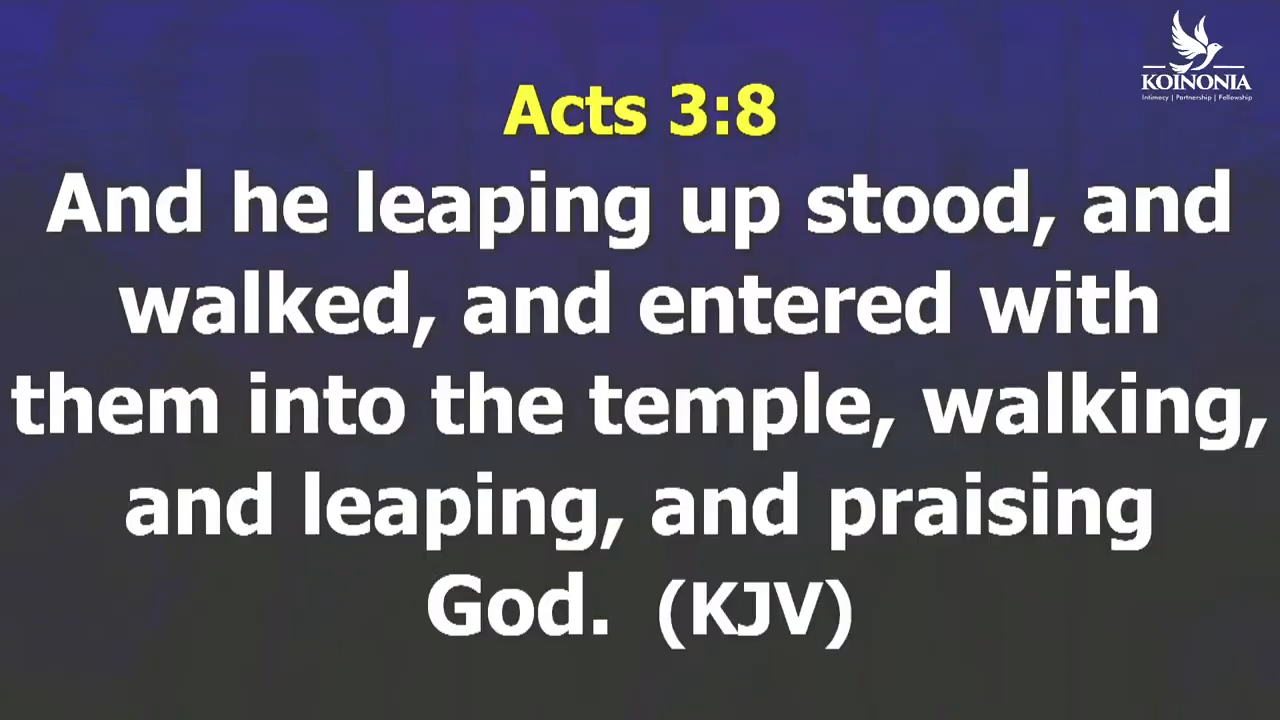 KOINONIA
Intimacy | Partnership | Fellowship
Acts 3:8
And he leaping up stood, and
walked, and entered with
them into the temple, walking,
and leaping, and praising
God. (KJV)